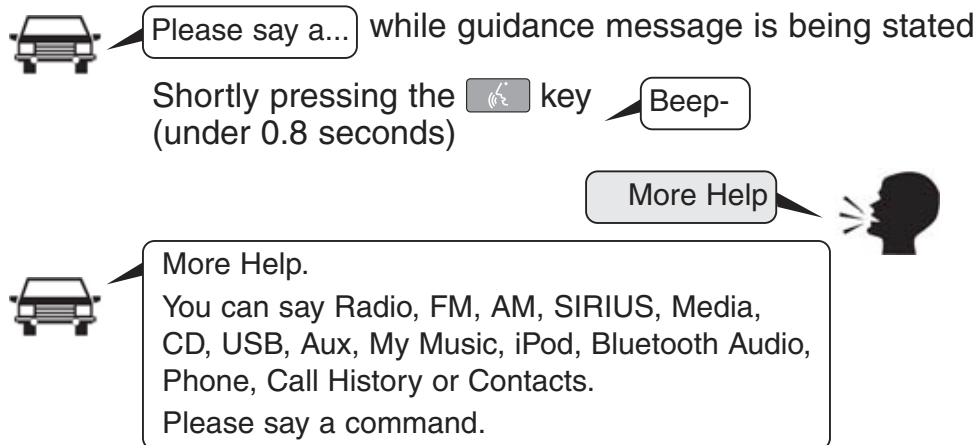 Please say a... while guidance message is being stated
Shortly pressing the key
(under 0.8 seconds)
Beep-
More Help
More Help.
You can say Radio, FM, AM, SIRIUS, Media,
CD, USB, Aux, My Music, iPod, Bluetooth Audio,
Phone, Call History or Contacts.
Please say a command.